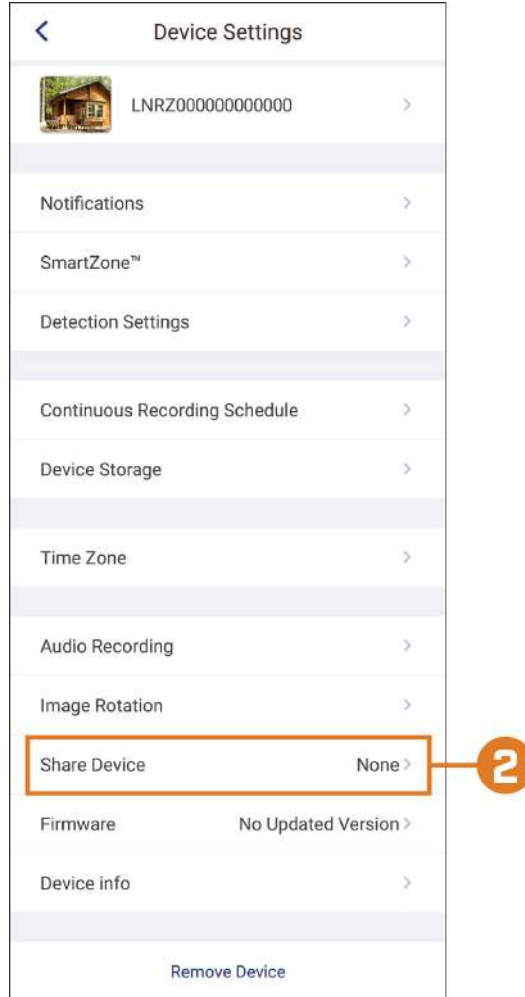 Device Settings
LNRZ000000000000
Notifications
SmartZone™
Detection Settings
Continuous Recording Schedule
Device Storage
Time Zone
Audio Recording
Image Rotation
Share Device None
2
Firmware No Updated Version
Device info
Remove Device